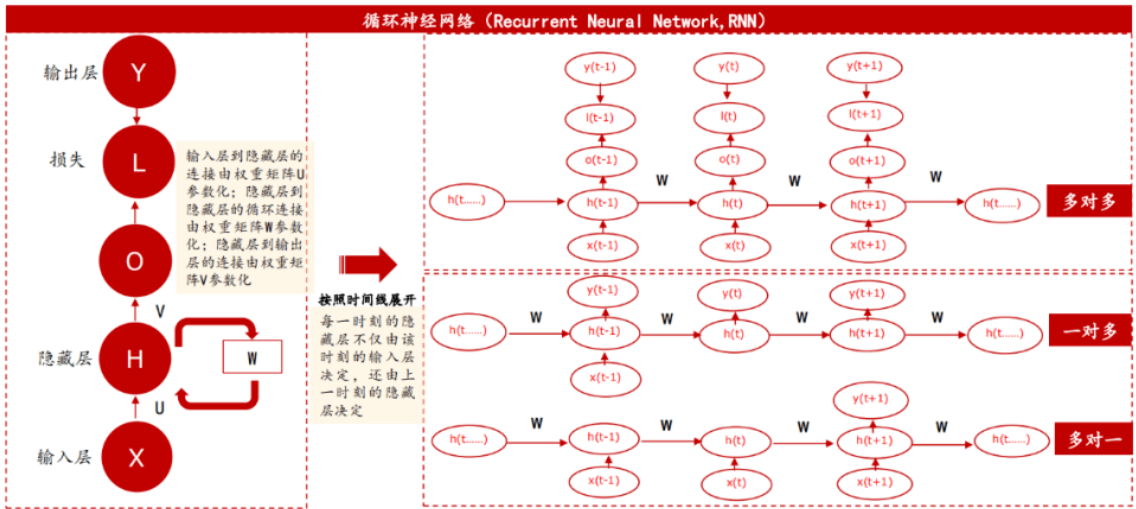 循环神经网络（Recurrent Neural Network,RNN）
输出层
Y
损失
L
输入层到隐藏层的
连接由权重矩阵U
参数化；隐藏层到
隐藏层的循环连接
由权重矩阵W参数
化；隐藏层到输出
层的连接由权重矩
阵V参数化
O
V
隐藏层
H
W
U
输入层
X
按照时间线展开
每一时刻的隐
藏层不仅由该
时刻的输入层
决定，还由上
一时刻的隐藏
层决定
y(t-1) y(t) y(t+1)
l(t-1) l(t) l(t+1)
o(t-1) o(t) o(t+1)
W W W
h(t……) h(t-1) h(t) h(t+1) h(t……)
多对多
x(t-1) x(t) x(t+1)
y(t-1) y(t) y(t+1)
W W W W
h(t……) h(t-1) h(t) h(t+1) h(t……)
一对多
x(t-1)
y(t+1)
W W W W
h(t……) h(t-1) h(t) h(t+1) h(t……)
多对一
x(t-1) x(t) x(t+1)